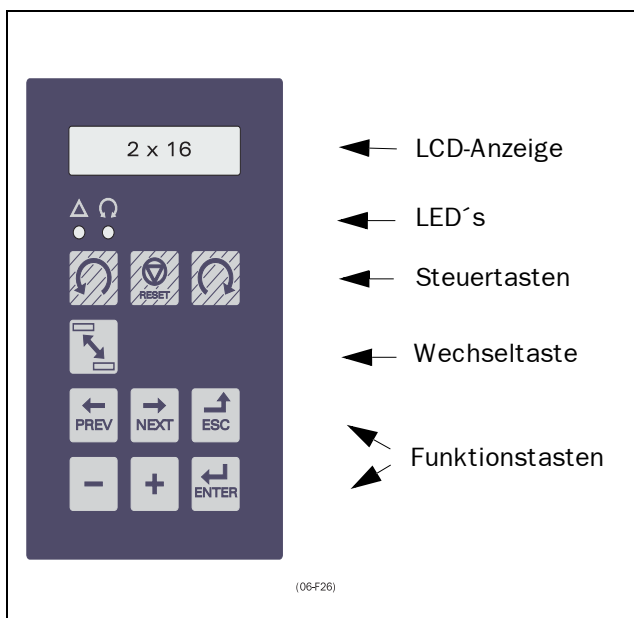 2 x 16
LCD-Anzeige
LED´s
RESET
Steuertasten
Wechseltaste
PREV NEXT ESC
Funktionstasten
- + ENTER
(06-F26)